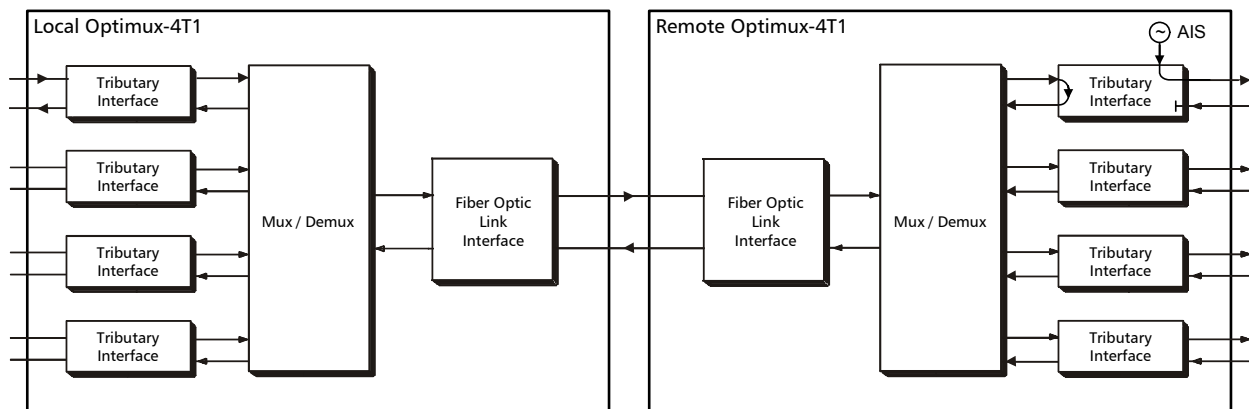 Local Optimux-4T1
Tributary
Interface
Tributary
Interface
Tributary
Interface
Tributary
Interface
Mux / Demux
Fiber Optic
Link
Interface
Remote Optimux-4T1
Fiber Optic
Link
Interface
Mux / Demux
~ AIS
Tributary
Interface
Tributary
Interface
Tributary
Interface
Tributary
Interface